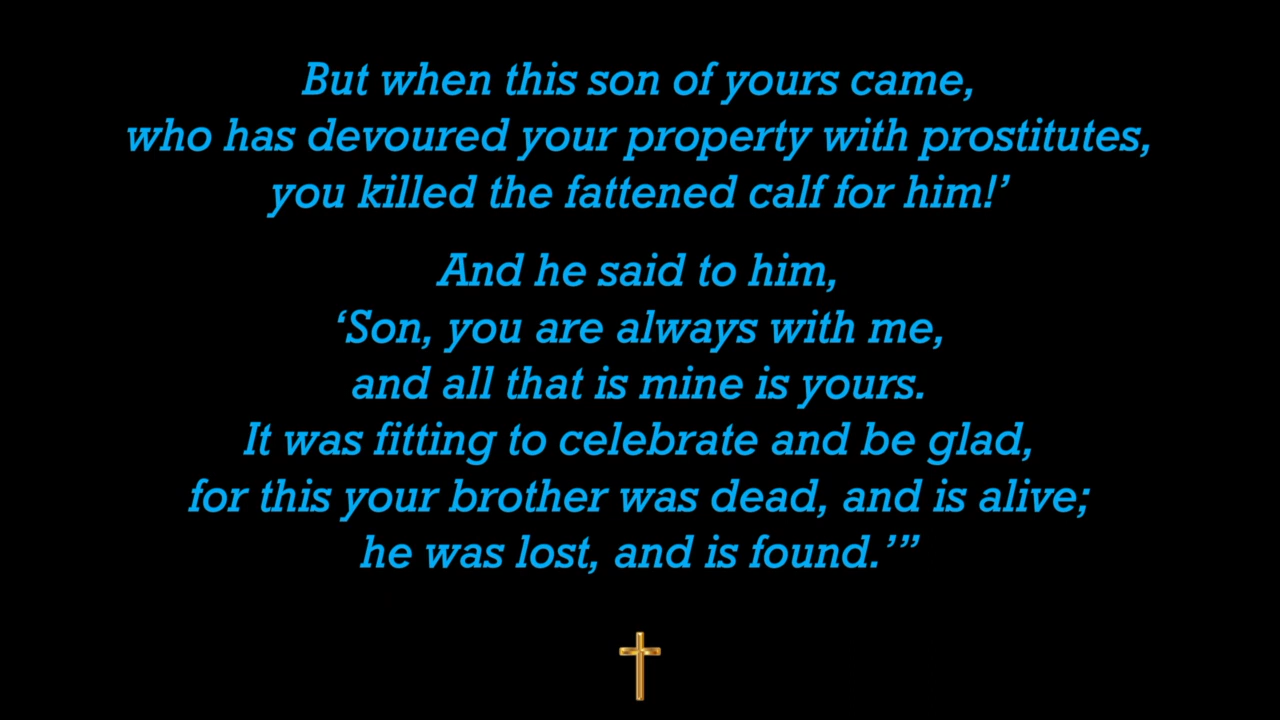 But when this son of yours came,
who has devoured your property with prostitutes,
you killed the fattened calf for him!’
And he said to him,
‘Son, you are always with me,
and all that is mine is yours.
It was fitting to celebrate and be glad,
for this your brother was dead, and is alive;
he was lost, and is found.’”